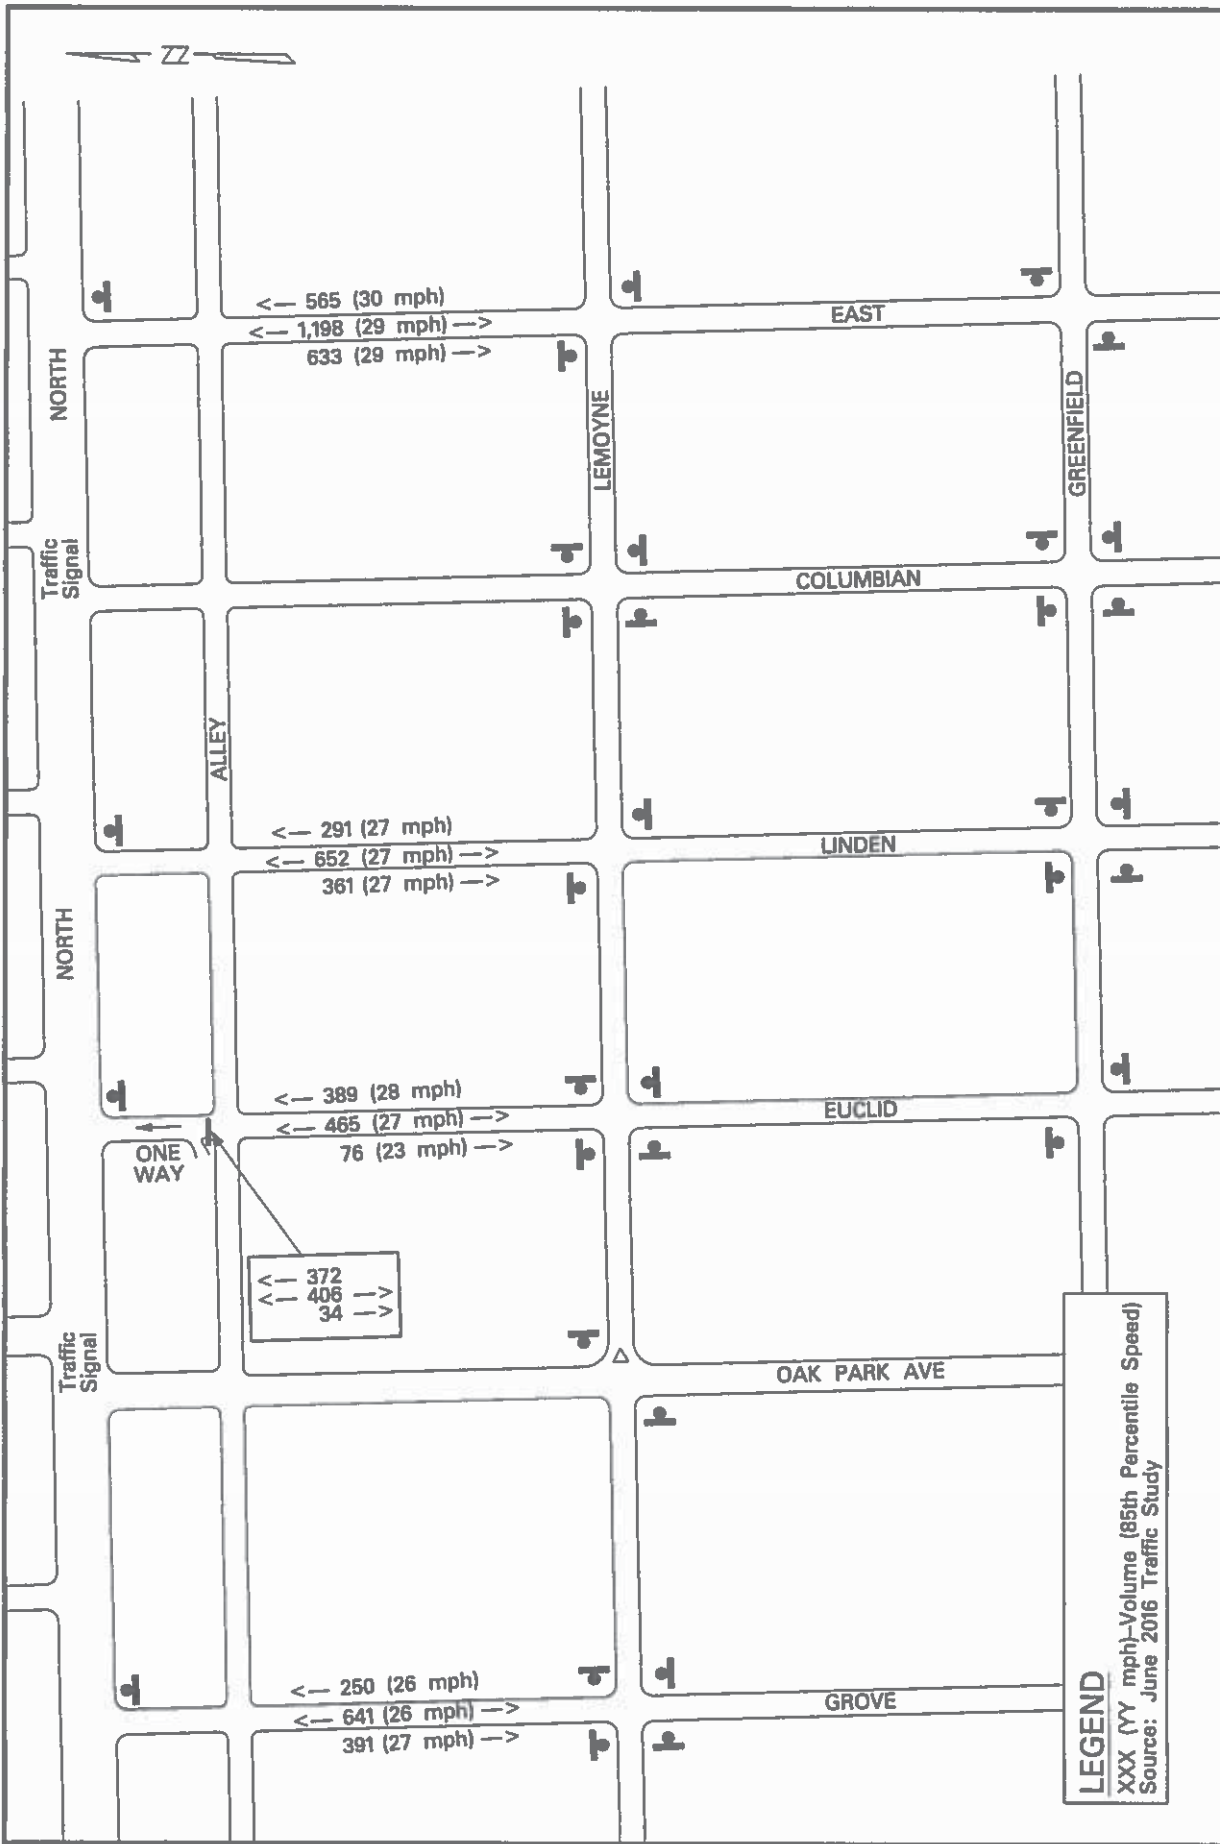 N
<— 565 (30 mph)
<— 1,198 (29 mph) —>
633 (29 mph) —>
EAST
NORTH
LEMOYNE
GREENFIELD
Traffic
Signal
COLUMBIAN
ALLEY
<— 291 (27 mph)
<— 652 (27 mph) —>
361 (27 mph) —>
LINDEN
NORTH
<— 389 (28 mph)
<— 465 (27 mph) —>
76 (23 mph) —>
EUCLID
ONE
WAY
<— 372
<— 406 —>
34 —>
Traffic
Signal
OAK PARK AVE
<— 250 (26 mph)
<— 641 (26 mph) —>
391 (27 mph) —>
GROVE
LEGEND
XXX (YY mph)–Volume (85th Percentile Speed)
Source: June 2016 Traffic Study